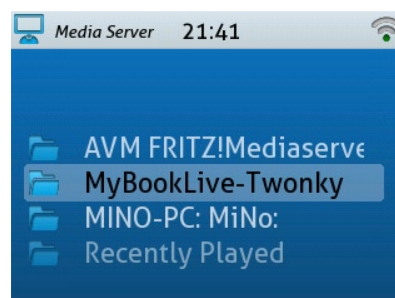 Media Server 21:41
AVM FRITZ!Mediaserve
MyBookLive-Twonky
MINO-PC: MiNo:
Recently Played